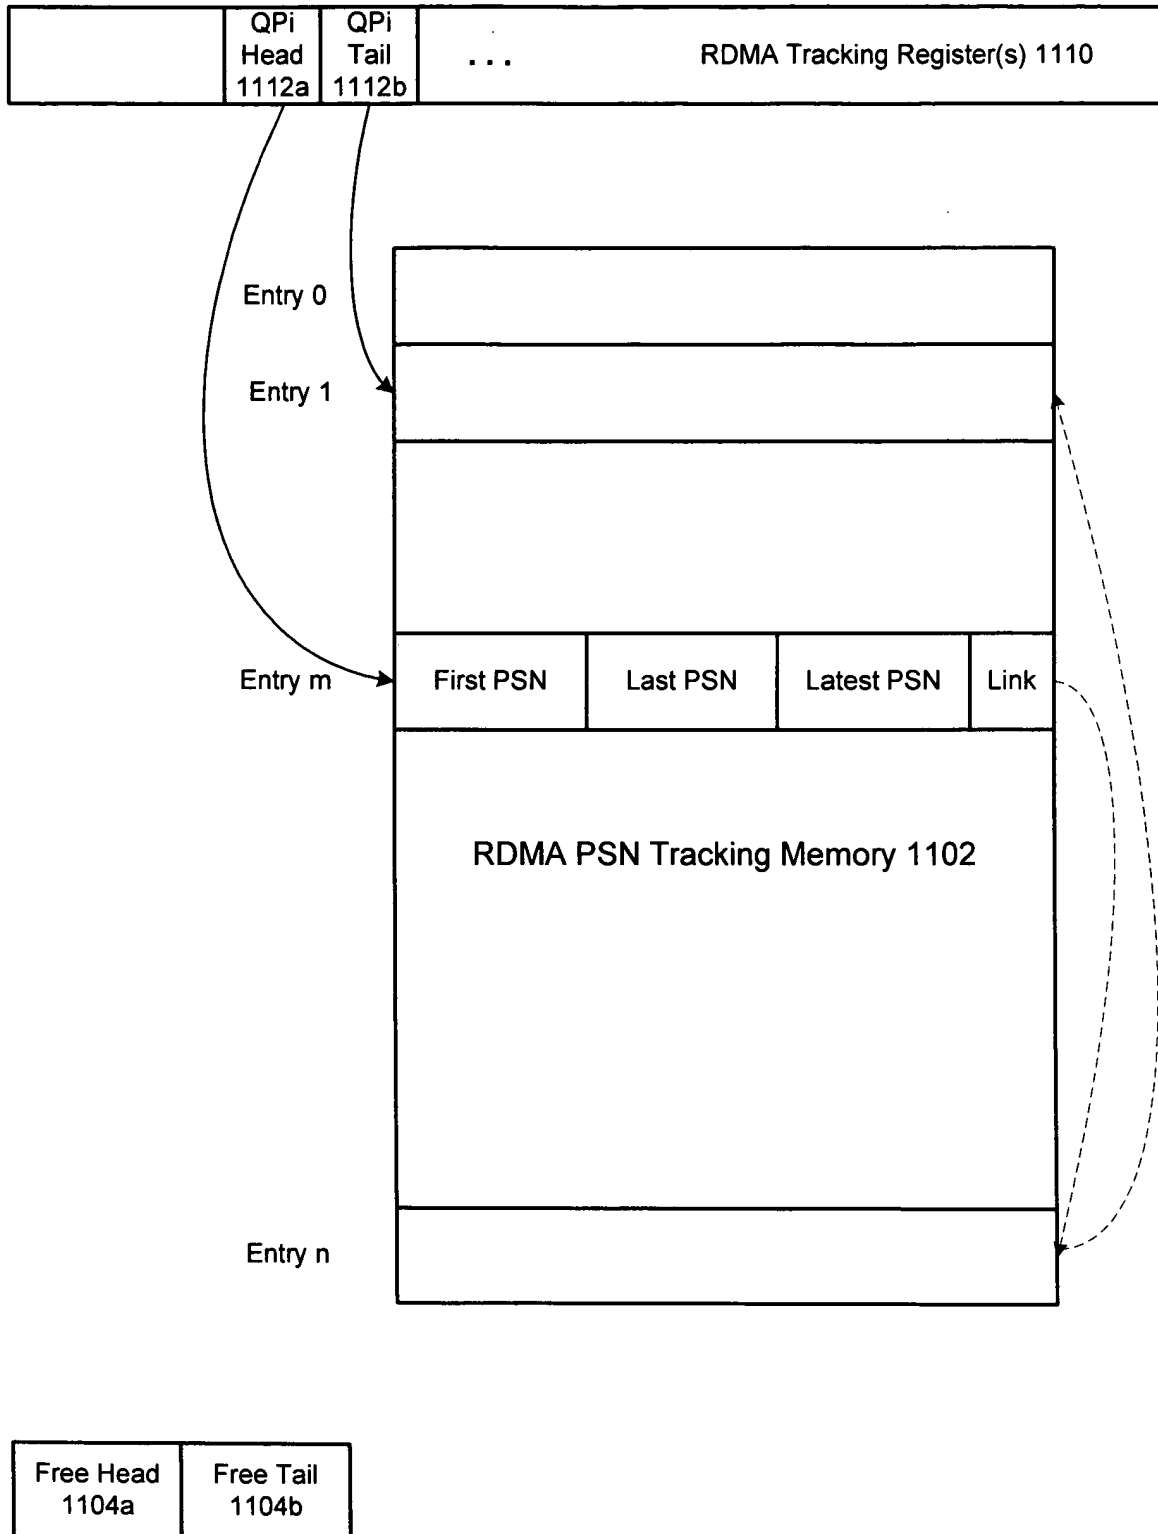 QPi
Head
1112a
QPi
Tail
1112b
. . .
RDMA Tracking Register(s) 1110
Entry 0
Entry 1
Entry m
First PSN
Last PSN
Latest PSN
Link
RDMA PSN Tracking Memory 1102
Entry n
Free Head
1104a
Free Tail
1104b